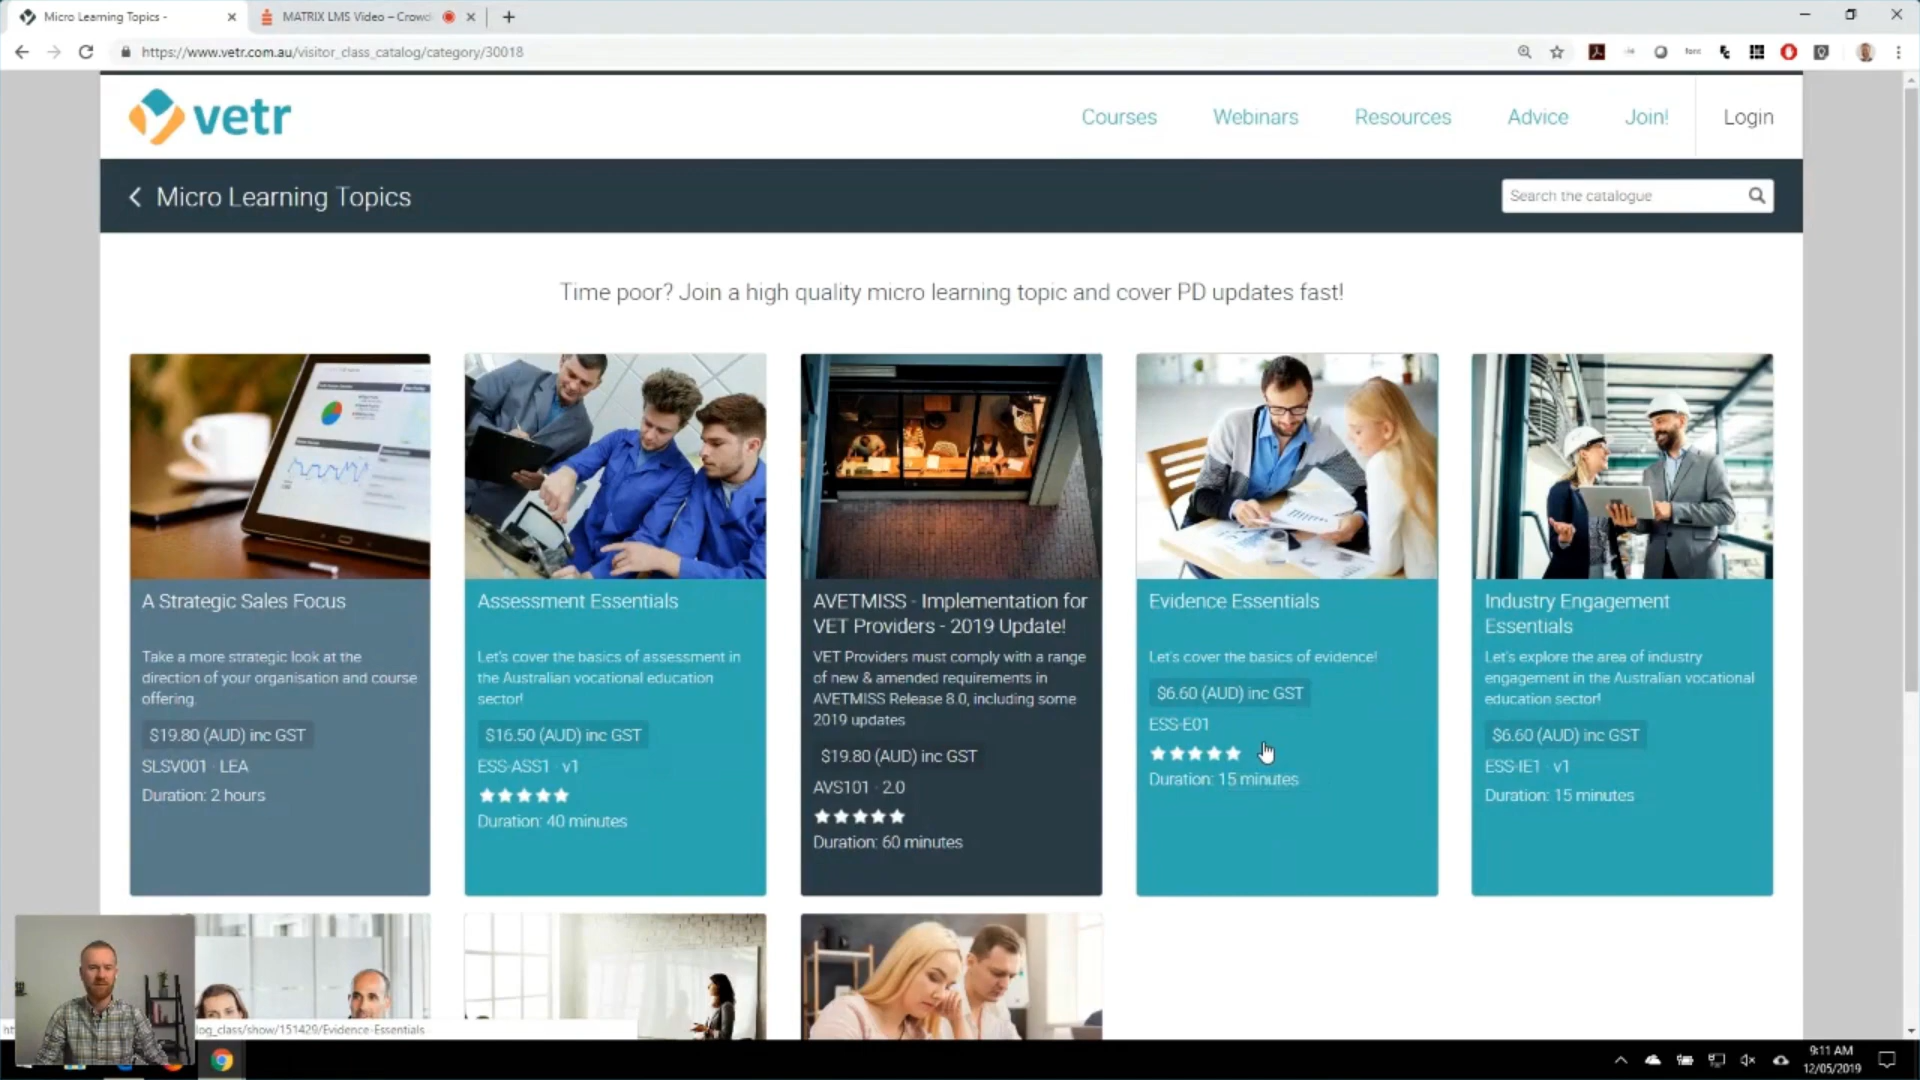 Micro Learning Topics -
MATRIX LMS Video – Crowd
https://www.vetr.com.au/visitor_class_catalog/category/30018
vetr
Courses
Webinars
Resources
Advice
Join!
Login
Micro Learning Topics
Search the catalogue
Time poor? Join a high quality micro learning topic and cover PD updates fast!
A Strategic Sales Focus
Take a more strategic look at the
direction of your organisation and course
offering.
$19.80 (AUD) inc GST
SLSV001 · LEA
Duration: 2 hours
Assessment Essentials
Let's cover the basics of assessment in
the Australian vocational education
sector!
$16.50 (AUD) inc GST
ESS-ASS1 · v1
Duration: 40 minutes
AVETMISS - Implementation for
VET Providers - 2019 Update!
VET Providers must comply with a range
of new & amended requirements in
AVETMISS Release 8.0, including some
2019 updates
$19.80 (AUD) inc GST
AVS101 · 2.0
Duration: 60 minutes
Evidence Essentials
Let's cover the basics of evidence!
$6.60 (AUD) inc GST
ESS-E01
Duration: 15 minutes
Industry Engagement
Essentials
Let's explore the area of industry
engagement in the Australian vocational
education sector!
$6.60 (AUD) inc GST
ESS-IE1 · v1
Duration: 15 minutes
log_class/show/151429/Evidence-Essentials
9:11 AM
12/05/2019